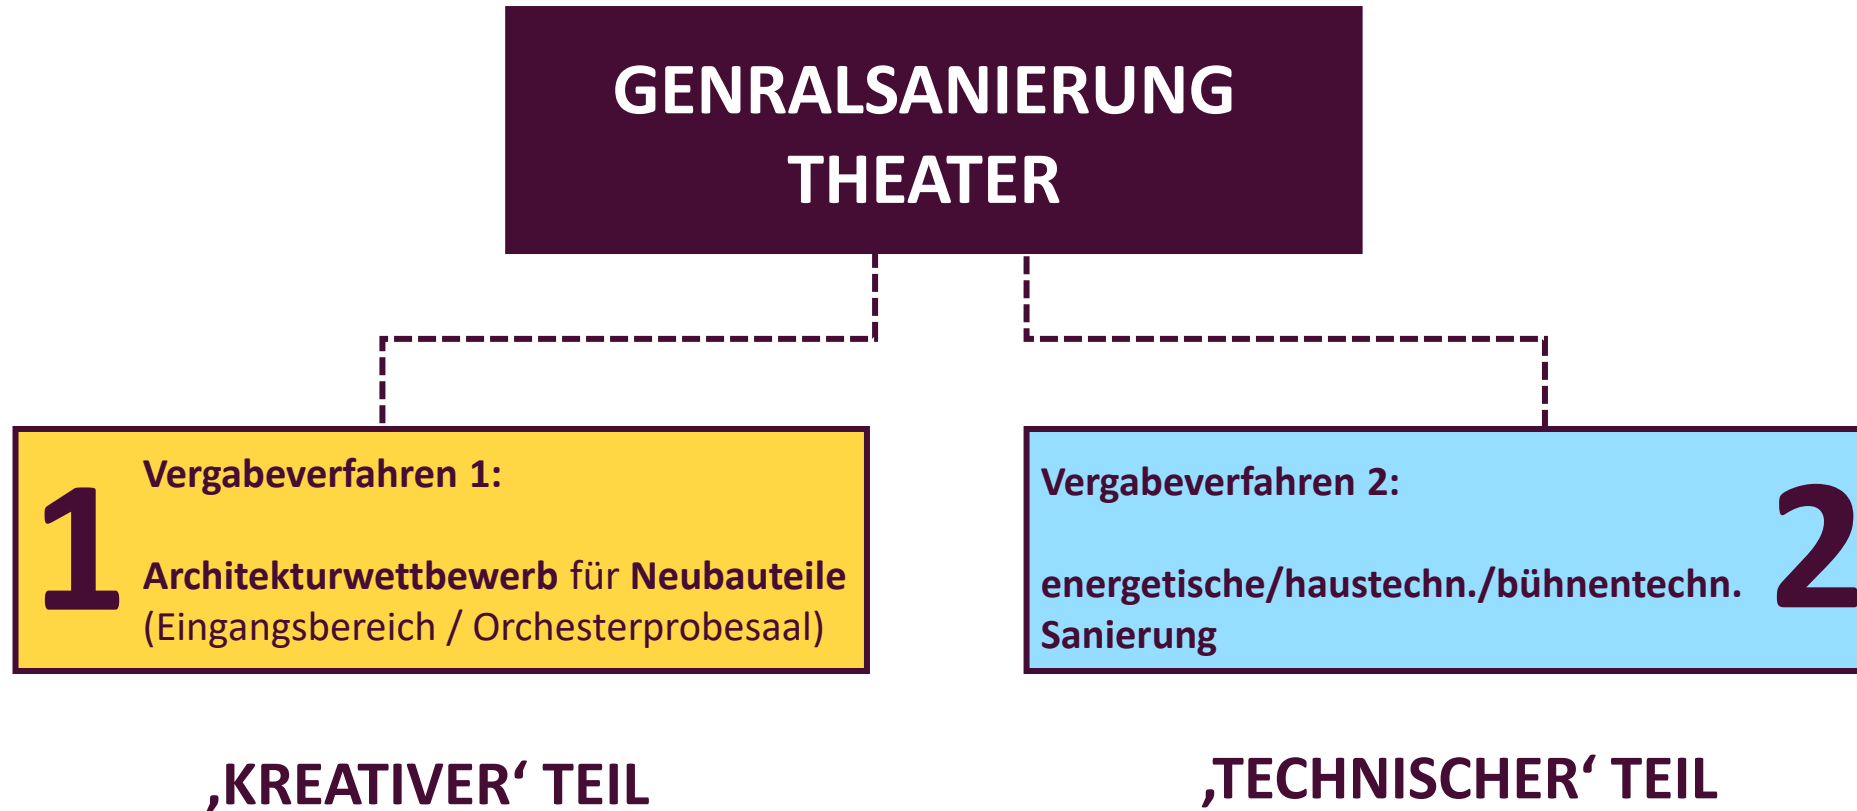 GENRALSANIERUNG
THEATER
1
Vergabeverfahren 1:
Architekturwettbewerb für Neubauteile
(Eingangsbereich / Orchesterprobesaal)
Vergabeverfahren 2:
energetische/haustechn./bühnentechn.
Sanierung
2
‚KREATIVER‘ TEIL
‚TECHNISCHER‘ TEIL